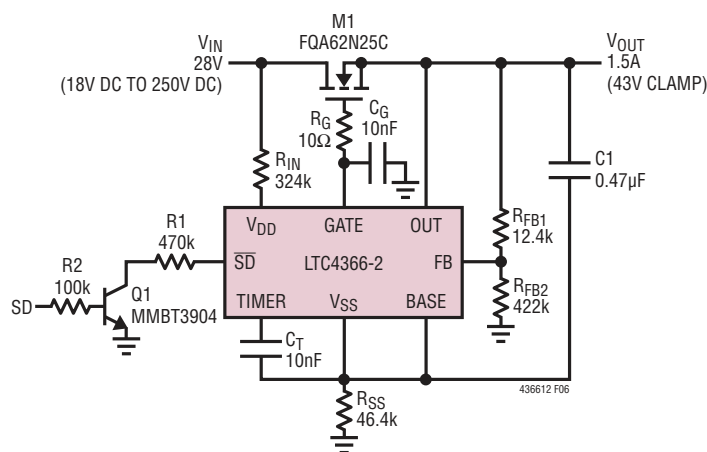 M1
FQA62N25C
VIN
28V
(18V DC TO 250V DC)
VOUT
1.5A
(43V CLAMP)
RG
10Ω
CG
10nF
RIN
324k
C1
0.47µF
RFB1
12.4k
VDD
GATE
OUT
R1
470k
SD
LTC4366-2
FB
R2
100k
RFB2
422k
SD
Q1
MMBT3904
TIMER
VSS
BASE
CT
10nF
436612 F06
RSS
46.4k